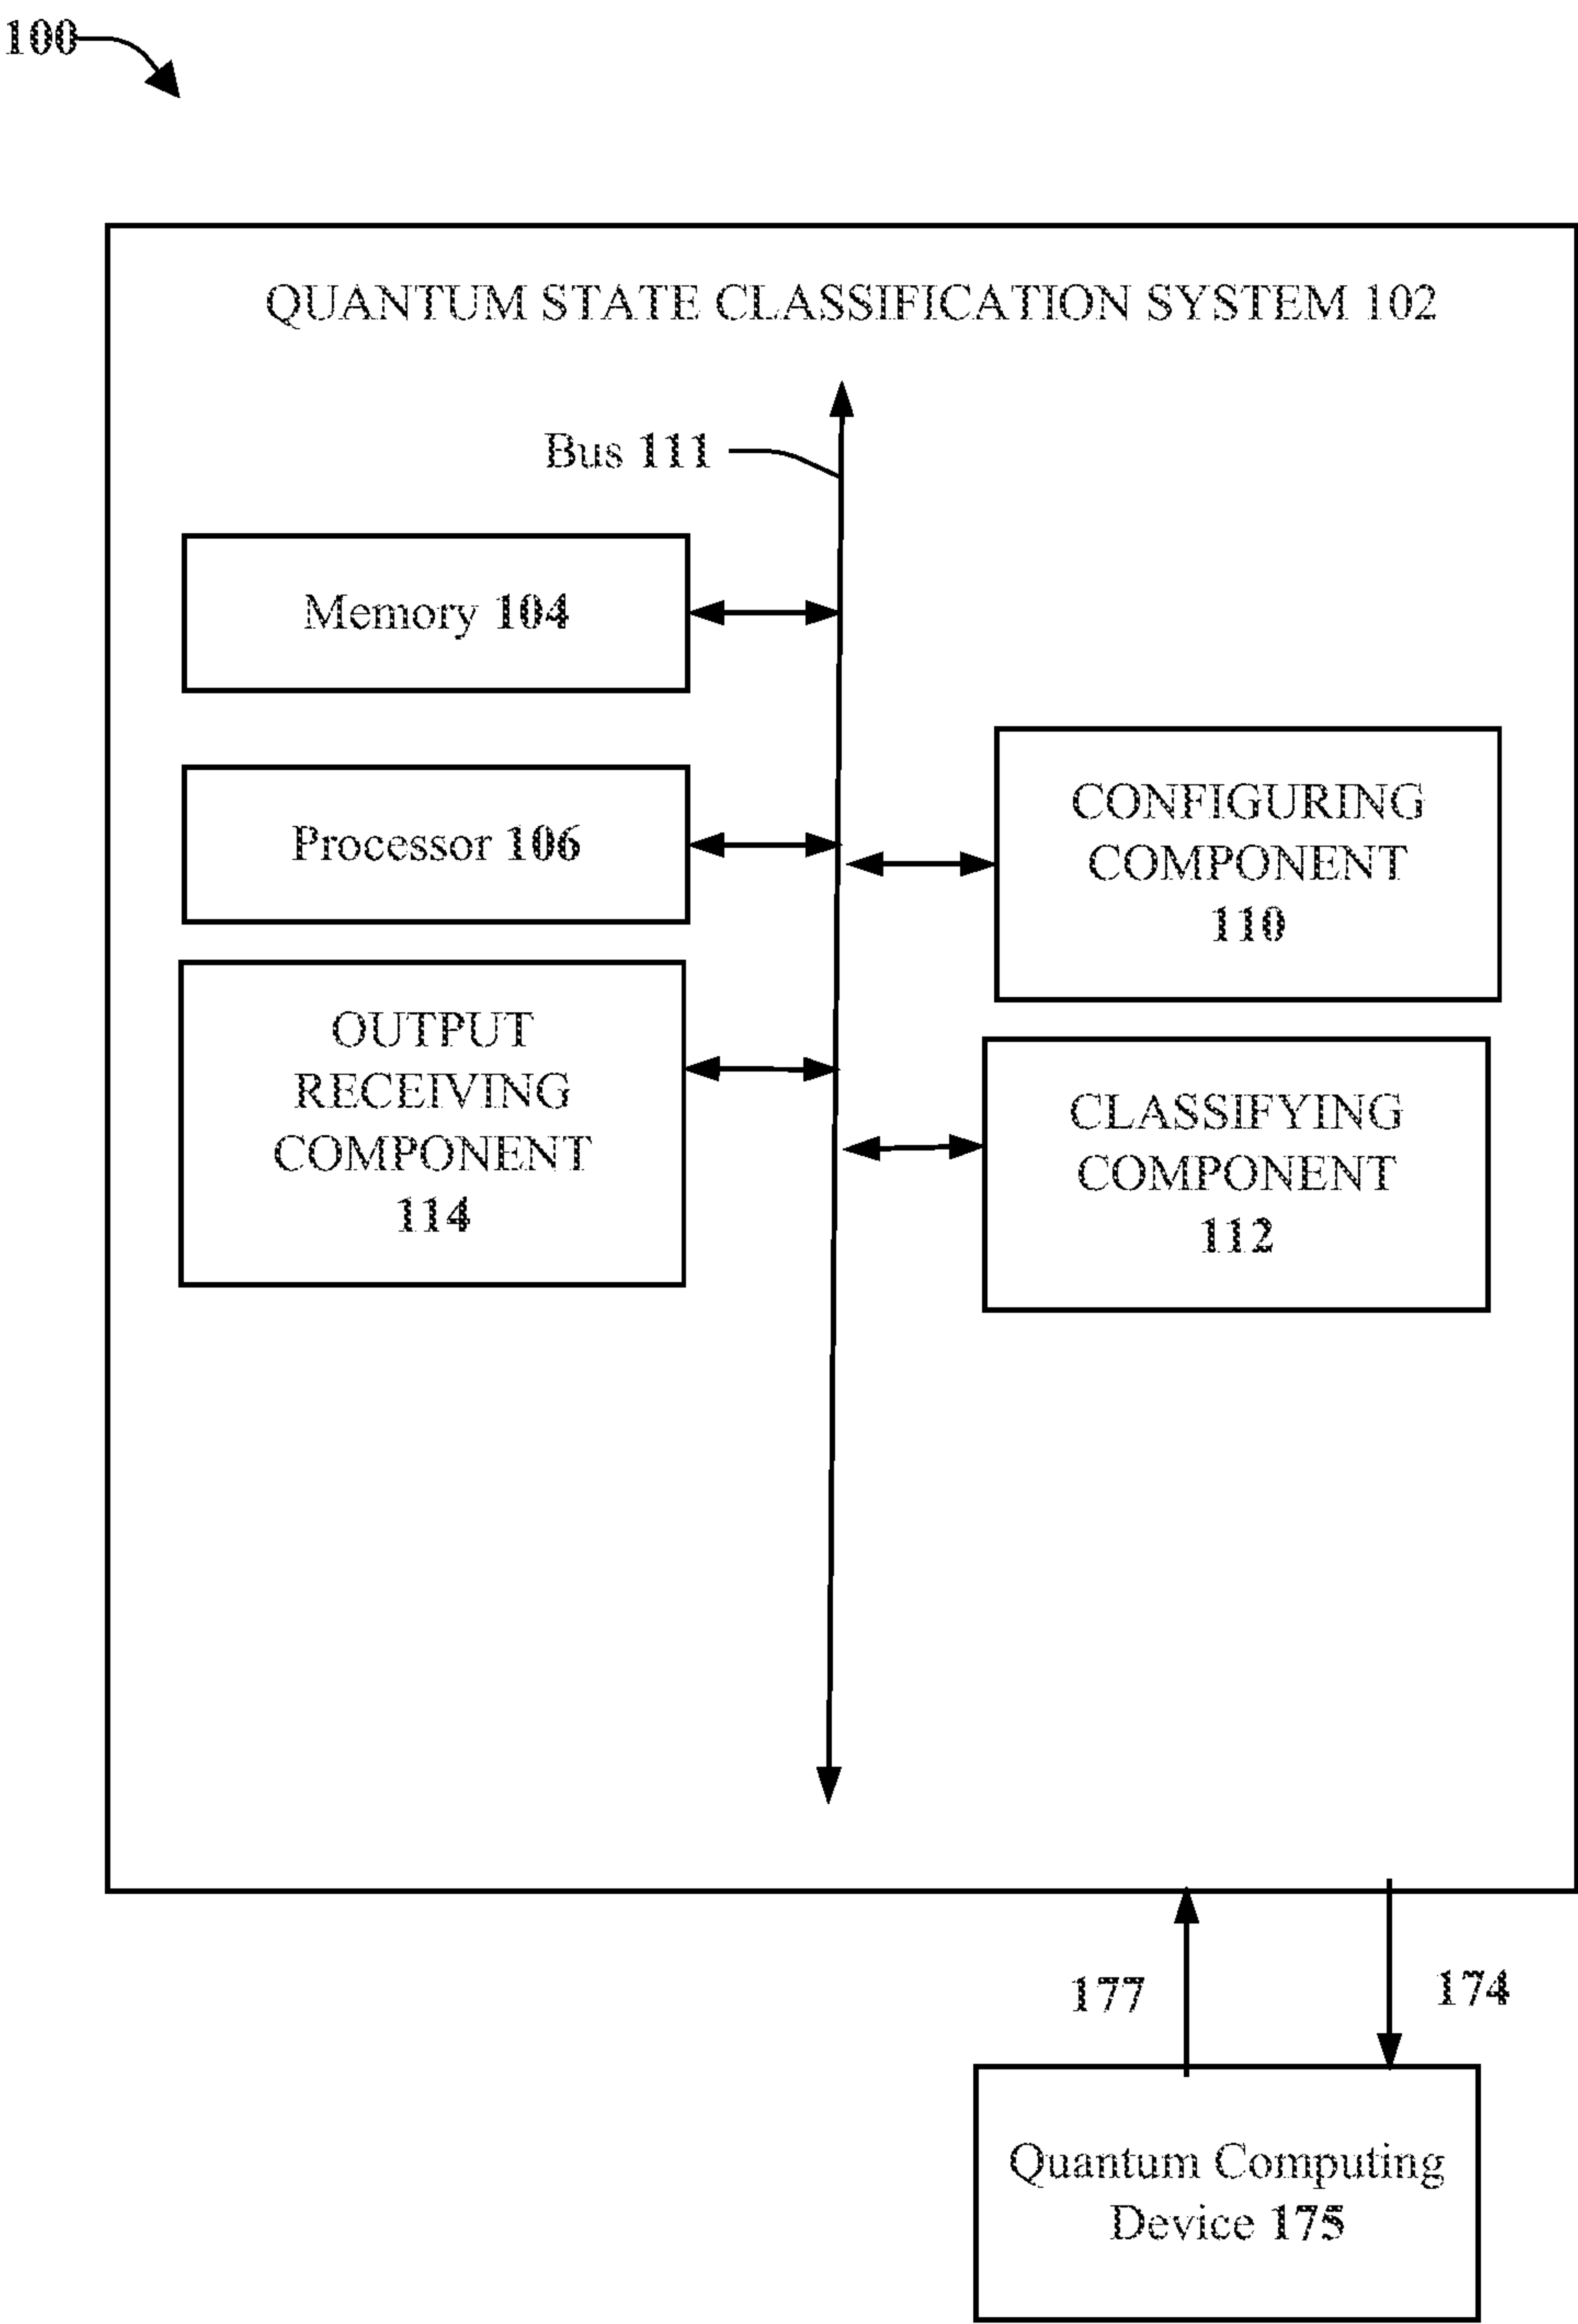 100
QUANTUM STATE CLASSIFICATION SYSTEM 102
Bus 111
Memory 104
Processor 106
CONFIGURING
COMPONENT
110
OUTPUT
RECEIVING
COMPONENT
114
CLASSIFYING
COMPONENT
112
177
174
Quantum Computing
Device 175